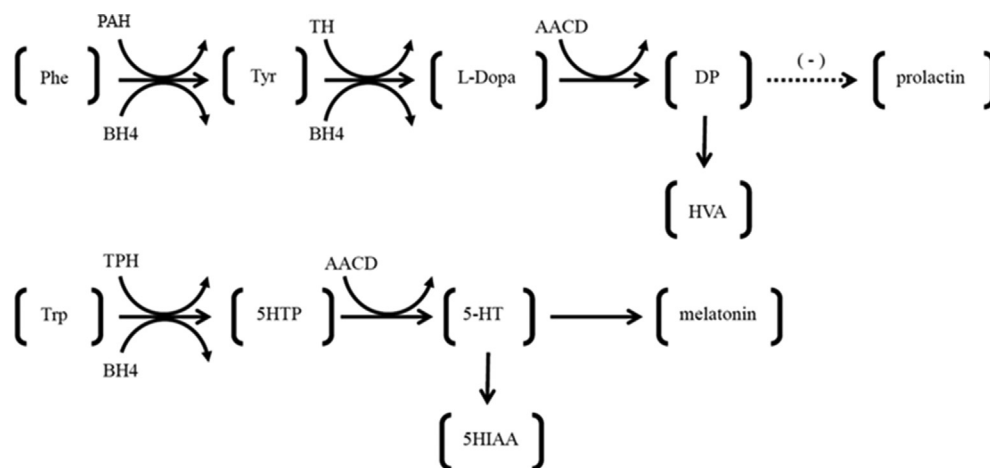 PAH TH AACD
Phe Tyr L-Dopa DP (-) prolactin
BH4 BH4
HVA
TPH AACD
Trp 5HTP 5-HT melatonin
BH4
5HIAA